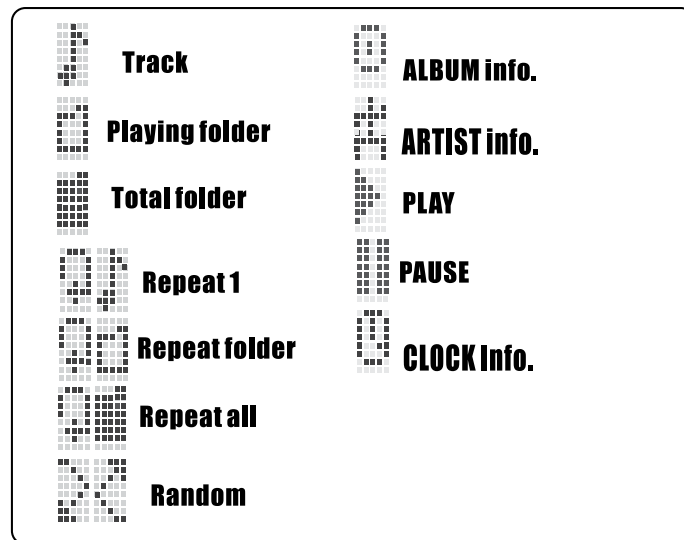 Track
Playing folder
Total folder
Repeat 1
Repeat folder
Repeat all
Random
ALBUM info.
ARTIST info.
PLAY
PAUSE
CLOCK Info.